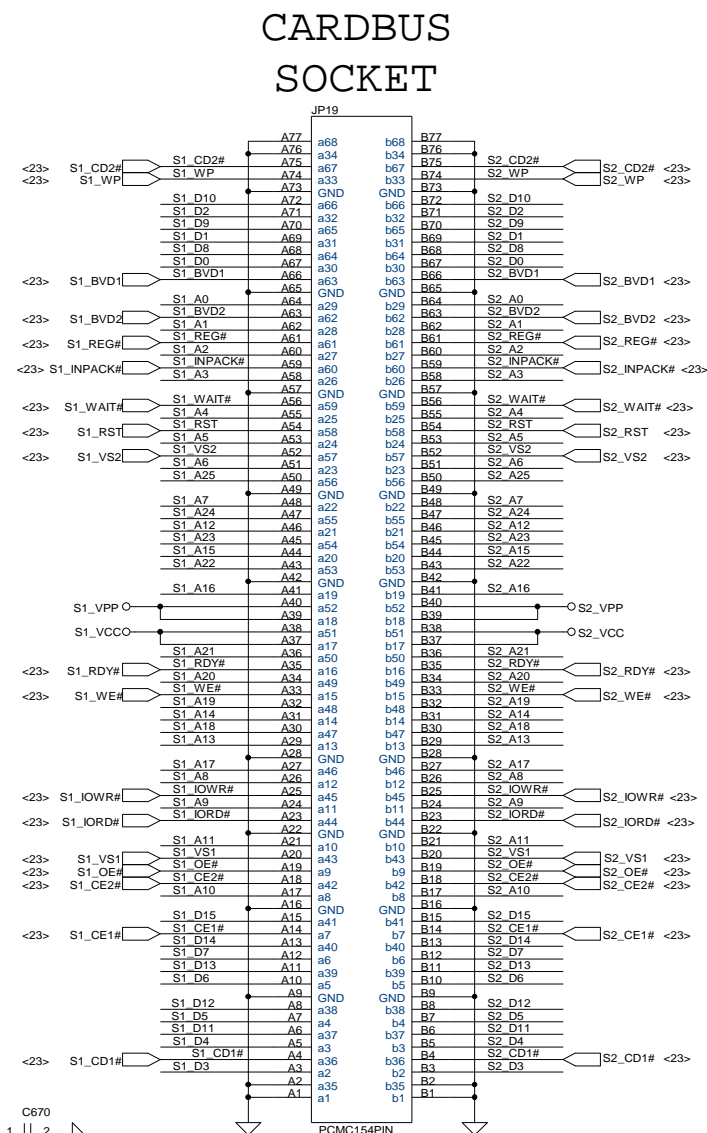 CARDBUS
SOCKET
JP19
A77 a68 b68 B77
A76 a34 b34 B76
<23> S1_CD2# S1_CD2# A75 a67 b67 B75 S2_CD2# S2_CD2# <23>
<23> S1_WP S1_WP A74 a33 b33 B74 S2_WP S2_WP <23>
A73 GND GND B73
S1_D10 A72 a66 b66 B72 S2_D10
S1_D2 A71 a32 b32 B71 S2_D2
S1_D9 A70 a65 b65 B70 S2_D9
S1_D1 A69 a31 b31 B69 S2_D1
S1_D8 A68 a64 b64 B68 S2_D8
S1_D0 A67 a30 b30 B67 S2_D0
<23> S1_BVD1 S1_BVD1 A66 a63 b63 B66 S2_BVD1 S2_BVD1 <23>
A65 GND GND B65
S1_A0 A64 a29 b29 B64 S2_A0
<23> S1_BVD2 S1_BVD2 A63 a62 b62 B63 S2_BVD2 S2_BVD2 <23>
S1_A1 A62 a28 b28 B62 S2_A1
<23> S1_REG# S1_REG# A61 a61 b61 B61 S2_REG# S2_REG# <23>
S1_A2 A60 a27 b27 B60 S2_A2
<23> S1_INPACK# S1_INPACK# A59 a60 b60 B59 S2_INPACK# S2_INPACK# <23>
S1_A3 A58 a26 b26 B58 S2_A3
A57 GND GND B57
<23> S1_WAIT# S1_WAIT# A56 a59 b59 B56 S2_WAIT# S2_WAIT# <23>
S1_A4 A55 a25 b25 B55 S2_A4
<23> S1_RST S1_RST A54 a58 b58 B54 S2_RST S2_RST <23>
S1_A5 A53 a24 b24 B53 S2_A5
<23> S1_VS2 S1_VS2 A52 a57 b57 B52 S2_VS2 S2_VS2 <23>
S1_A6 A51 a23 b23 B51 S2_A6
S1_A25 A50 a56 b56 B50 S2_A25
A49 GND GND B49
S1_A7 A48 a22 b22 B48 S2_A7
S1_A24 A47 a55 b55 B47 S2_A24
S1_A12 A46 a21 b21 B46 S2_A12
S1_A23 A45 a54 b54 B45 S2_A23
S1_A15 A44 a20 b20 B44 S2_A15
S1_A22 A43 a53 b53 B43 S2_A22
A42 GND GND B42
S1_A16 A41 a19 b19 B41 S2_A16
S1_VPP A40 a52 b52 B40 S2_VPP
A39 a18 b18 B39
S1_VCC A38 a51 b51 B38 S2_VCC
A37 a17 b17 B37
S1_A21 A36 a50 b50 B36 S2_A21
<23> S1_RDY# S1_RDY# A35 a16 b16 B35 S2_RDY# S2_RDY# <23>
S1_A20 A34 a49 b49 B34 S2_A20
<23> S1_WE# S1_WE# A33 a15 b15 B33 S2_WE# S2_WE# <23>
S1_A19 A32 a48 b48 B32 S2_A19
S1_A14 A31 a14 b14 B31 S2_A14
S1_A18 A30 a47 b47 B30 S2_A18
S1_A13 A29 a13 b13 B29 S2_A13
A28 GND GND B28
S1_A17 A27 a46 b46 B27 S2_A17
S1_A8 A26 a12 b12 B26 S2_A8
<23> S1_IOWR# S1_IOWR# A25 a45 b45 B25 S2_IOWR# S2_IOWR# <23>
S1_A9 A24 a11 b11 B24 S2_A9
<23> S1_IORD# S1_IORD# A23 a44 b44 B23 S2_IORD# S2_IORD# <23>
A22 GND GND B22
S1_A11 A21 a10 b10 B21 S2_A11
<23> S1_VS1 S1_VS1 A20 a43 b43 B20 S2_VS1 S2_VS1 <23>
<23> S1_OE# S1_OE# A19 a9 b9 B19 S2_OE# S2_OE# <23>
<23> S1_CE2# S1_CE2# A18 a42 b42 B18 S2_CE2# S2_CE2# <23>
S1_A10 A17 a8 b8 B17 S2_A10
A16 GND GND B16
S1_D15 A15 a41 b41 B15 S2_D15
<23> S1_CE1# S1_CE1# A14 a7 b7 B14 S2_CE1# S2_CE1# <23>
S1_D14 A13 a40 b40 B13 S2_D14
S1_D7 A12 a6 b6 B12 S2_D7
S1_D13 A11 a39 b39 B11 S2_D13
S1_D6 A10 a5 b5 B10 S2_D6
A9 GND GND B9
S1_D12 A8 a38 b38 B8 S2_D12
S1_D5 A7 a4 b4 B7 S2_D5
S1_D11 A6 a37 b37 B6 S2_D11
S1_D4 A5 a3 b3 B5 S2_D4
<23> S1_CD1# S1_CD1# A4 a36 b36 B4 S2_CD1# S2_CD1# <23>
S1_D3 A3 a2 b2 B3 S2_D3
A2 a35 b35 B2
A1 a1 b1 B1
C670
1 2
PCMC154PIN